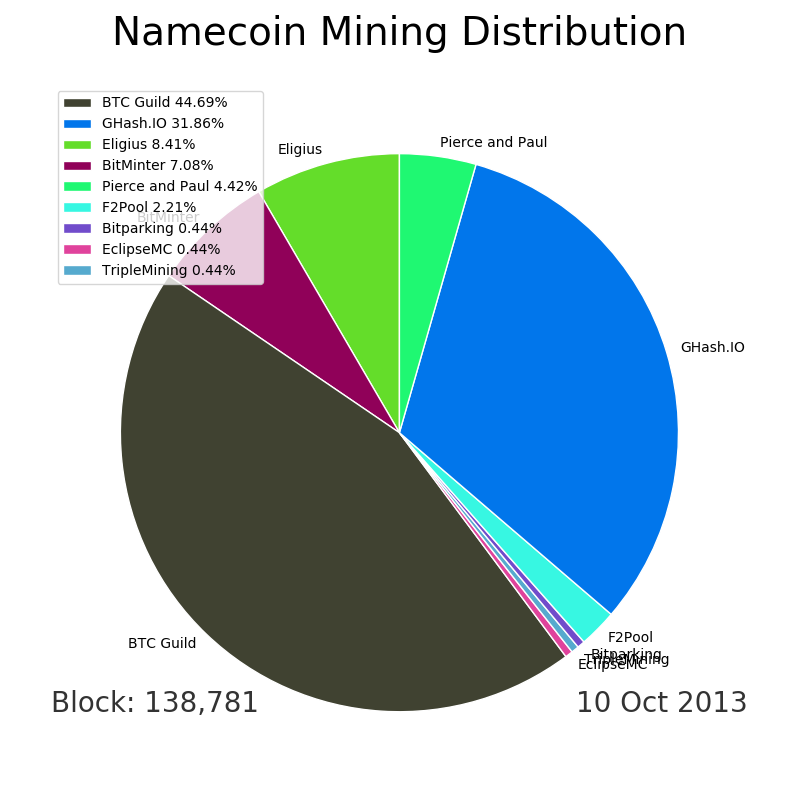 Namecoin Mining Distribution
BTC Guild 44.69%
GHash.IO 31.86%
Eligius 8.41%
BitMinter 7.08%
Pierce and Paul 4.42%
F2Pool 2.21%
Bitparking 0.44%
EclipseMC 0.44%
TripleMining 0.44%
Eligius
Pierce and Paul
BitMinter
GHash.IO
BTC Guild
F2Pool
Bitparking
TripleMining
EclipseMC
Block: 138,781
10 Oct 2013